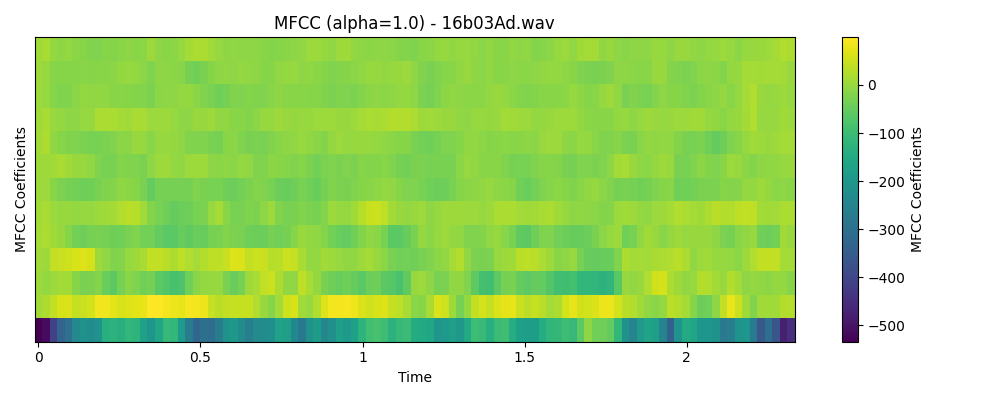 MFCC (alpha=1.0) - 16b03Ad.wav
MFCC Coefficients
0
0.5
1
1.5
2
Time
0
−100
−200
−300
−400
−500
MFCC Coefficients